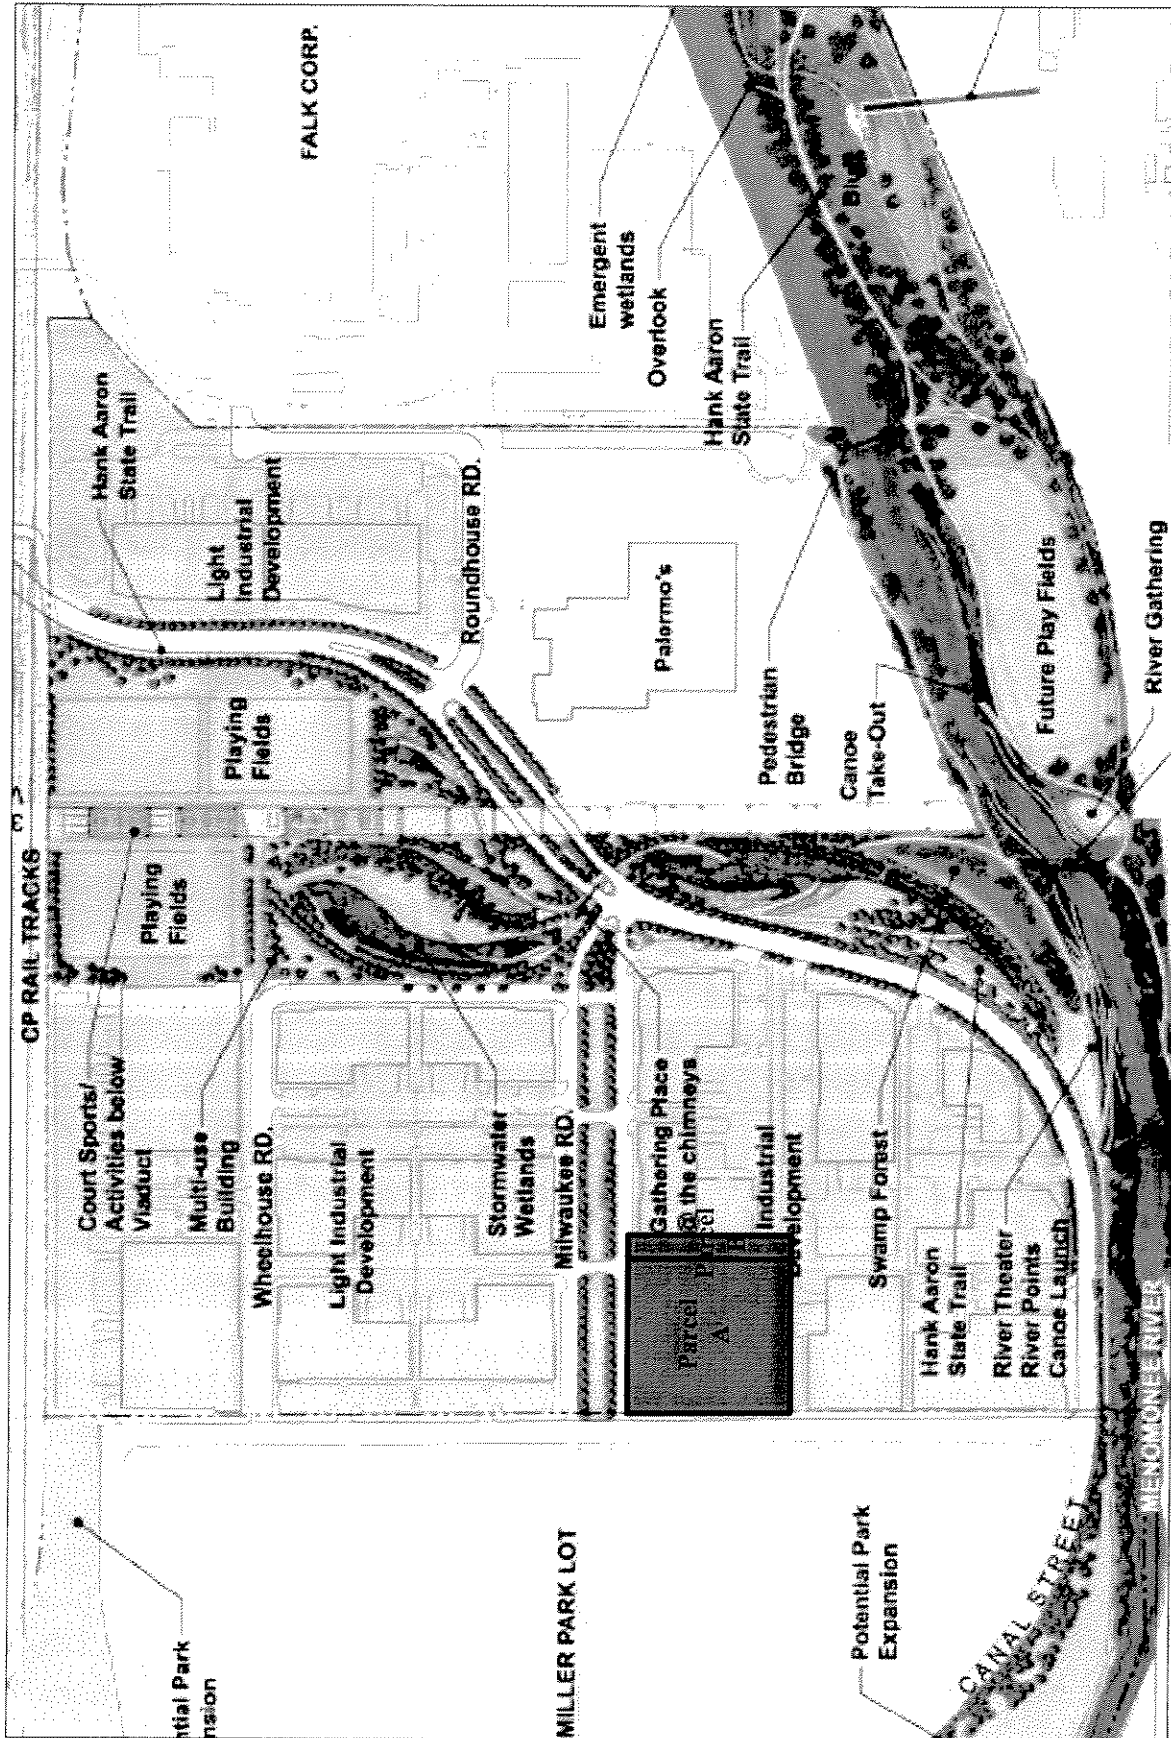 FALK CORP.
Emergent
wetlands
Overlook
Hank Aaron
State Trail
Bluff
Hank Aaron
State Trail
Light
Industrial
Development
Roundhouse RD.
Palermo's
Pedestrian
Bridge
Canoe
Take-Out
Future Play Fields
River Gathering
Playing
Fields
CP RAIL TRACKS
Playing
Fields
Court Sports/
Activities below
Viaduct
Multi-use
Building
Wheelhouse RD.
Light Industrial
Development
Stormwater
Wetlands
Milwaukee RD.
Gathering Place
@ the chimneys
Parcel
A
Industrial
Development
Swamp Forest
Hank Aaron
State Trail
River Theater
River Points
Canoe Launch
MENOMONEE RIVER
MILLER PARK LOT
Potential Park
Expansion
CANAL STREET
ntial Park
nsion